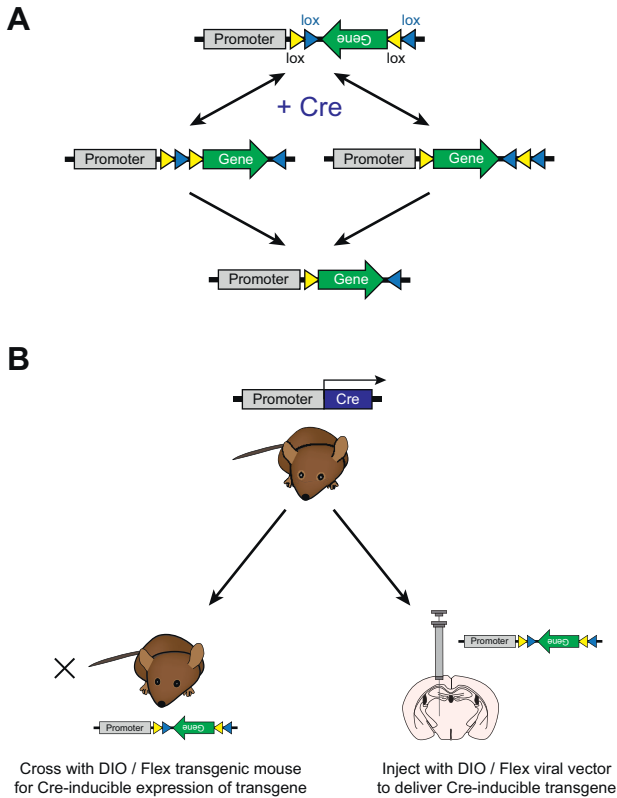 A
lox lox
Promoter Gene
lox lox
+ Cre
Promoter Gene
Promoter Gene
Promoter Gene
B
Promoter Cre
Promoter Gene
Promoter Gene
Cross with DIO / Flex transgenic mouse
for Cre-inducible expression of transgene
Inject with DIO / Flex viral vector
to deliver Cre-inducible transgene